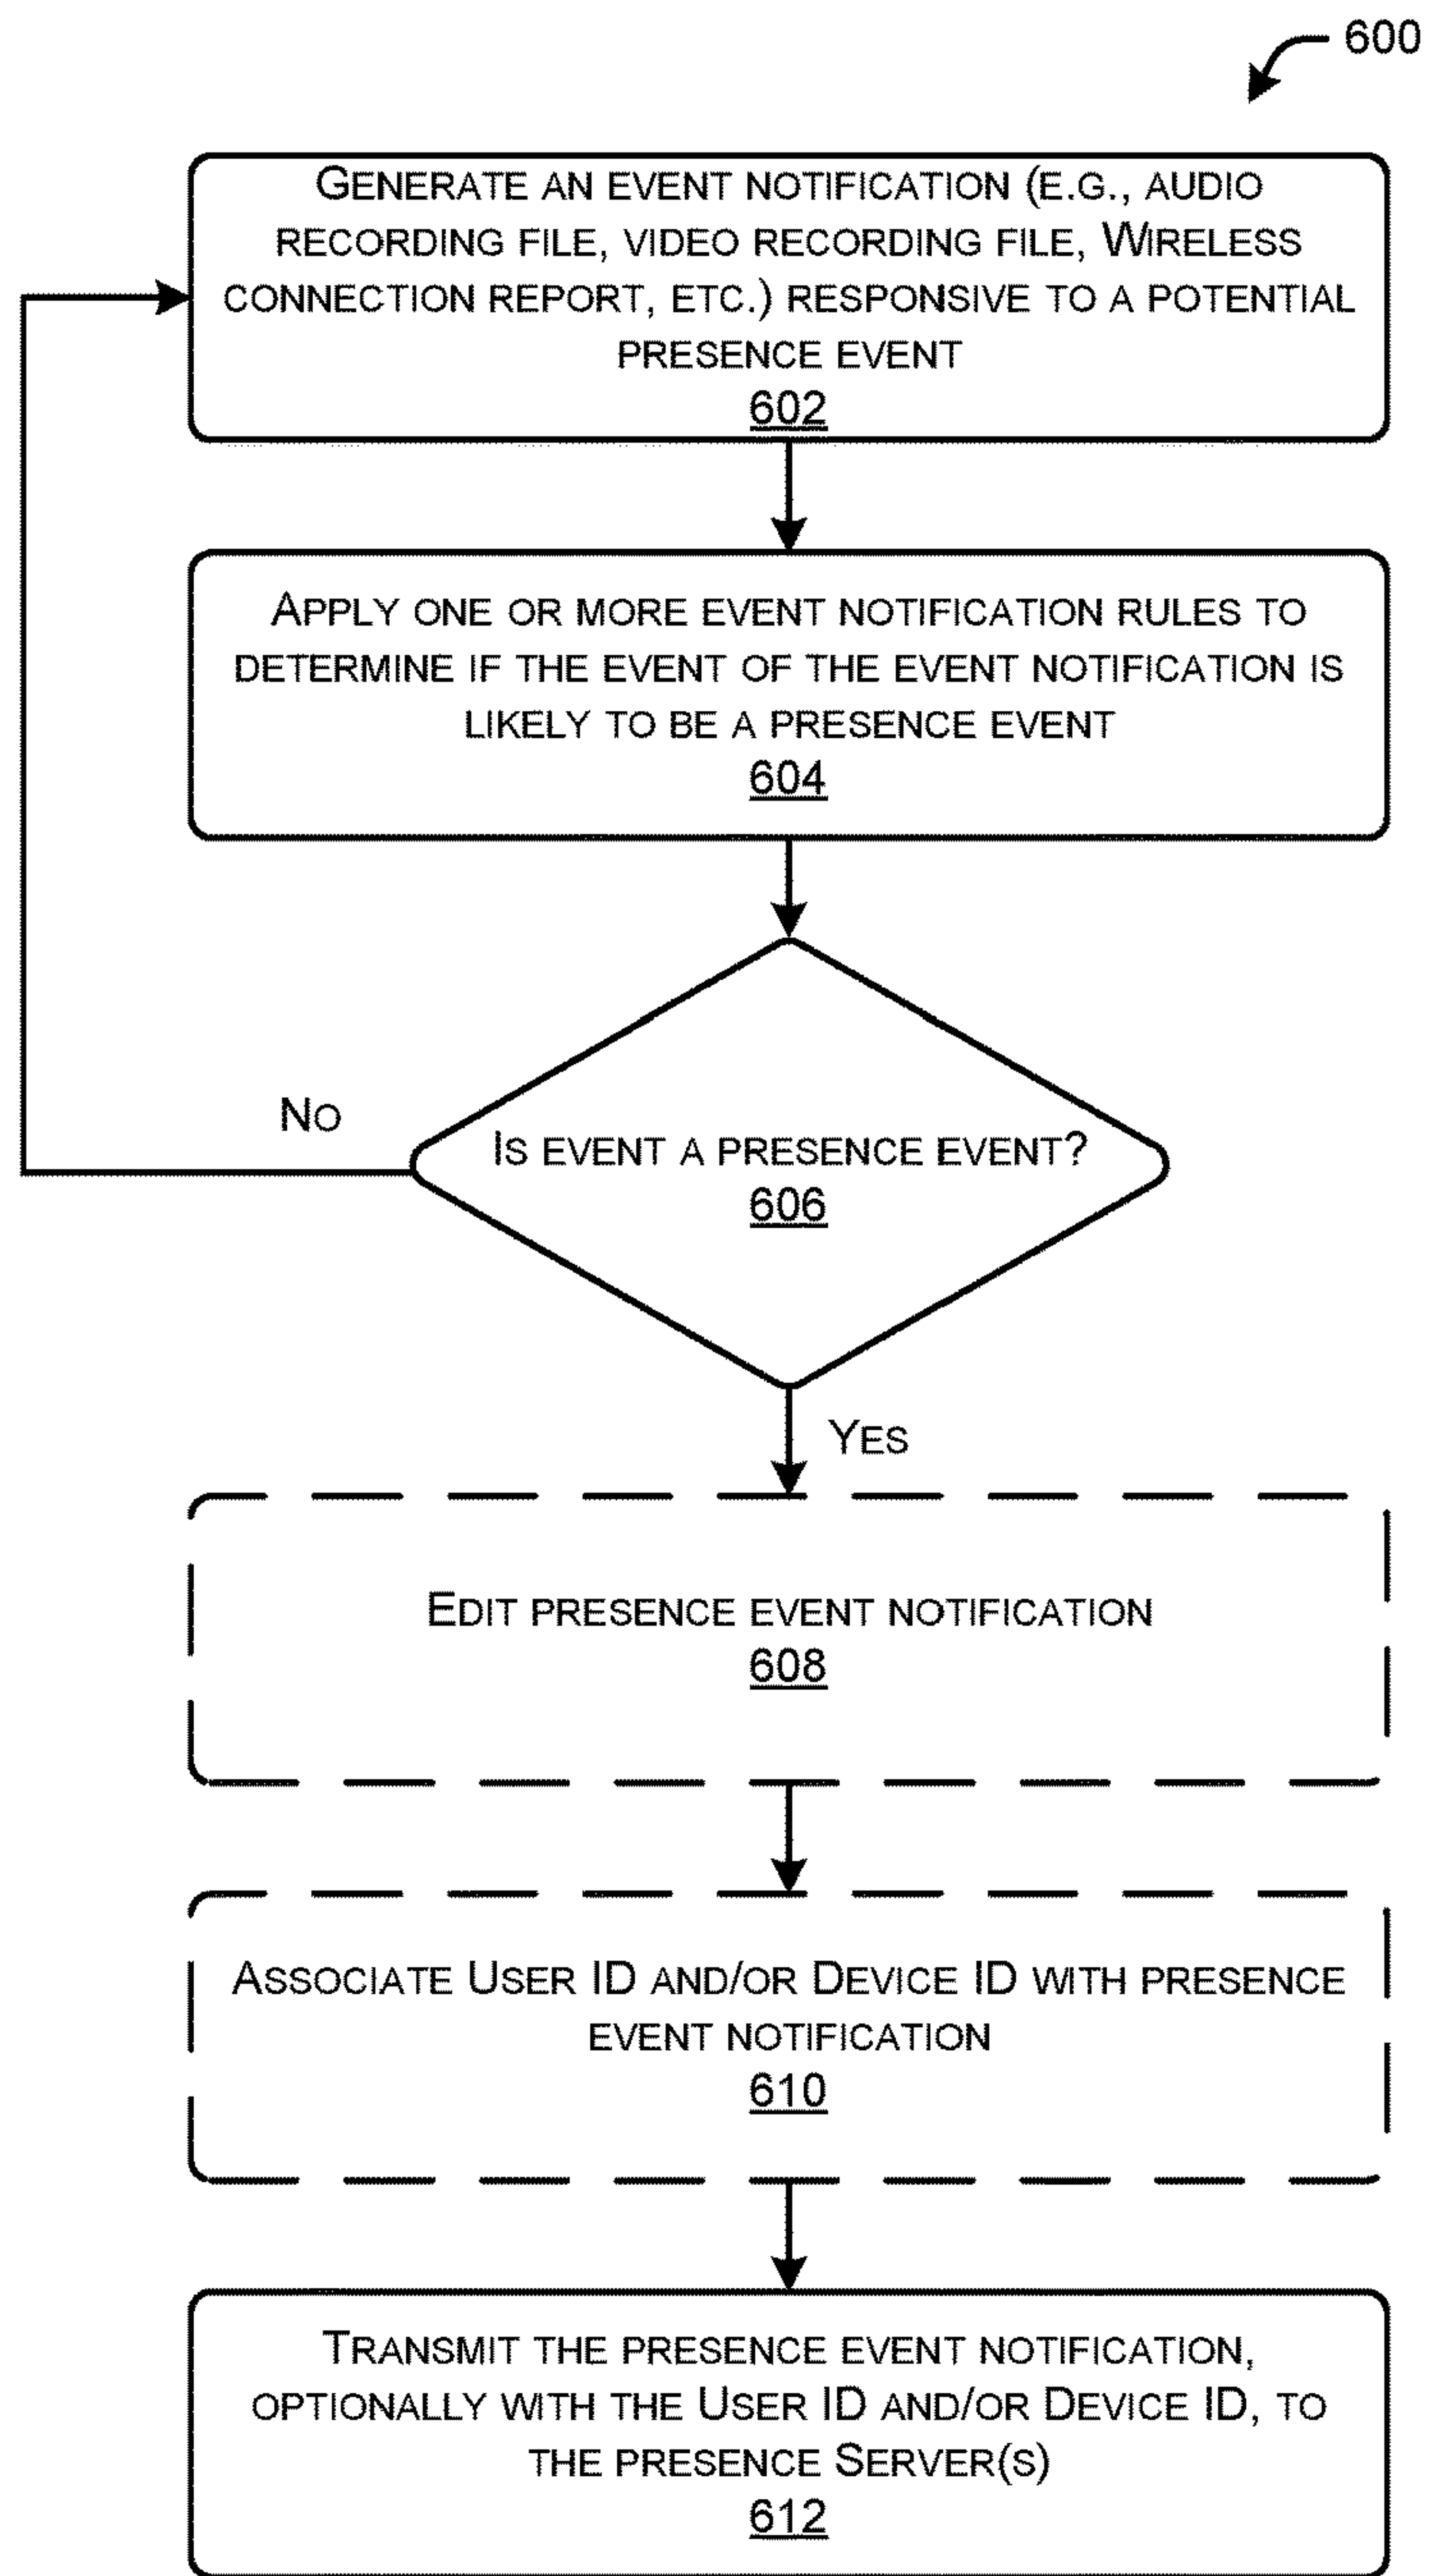 600
GENERATE AN EVENT NOTIFICATION (E.G., AUDIO
RECORDING FILE, VIDEO RECORDING FILE, WIRELESS
CONNECTION REPORT, ETC.) RESPONSIVE TO A POTENTIAL
PRESENCE EVENT
602
APPLY ONE OR MORE EVENT NOTIFICATION RULES TO
DETERMINE IF THE EVENT OF THE EVENT NOTIFICATION IS
LIKELY TO BE A PRESENCE EVENT
604
NO
IS EVENT A PRESENCE EVENT?
606
YES
EDIT PRESENCE EVENT NOTIFICATION
608
ASSOCIATE USER ID AND/OR DEVICE ID WITH PRESENCE
EVENT NOTIFICATION
610
TRANSMIT THE PRESENCE EVENT NOTIFICATION,
OPTIONALLY WITH THE USER ID AND/OR DEVICE ID, TO
THE PRESENCE SERVER(S)
612